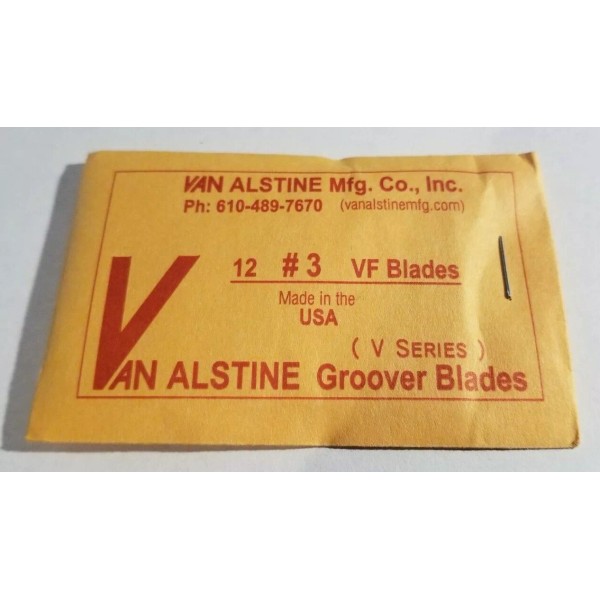 VAN ALSTINE Mfg. Co., Inc.
Ph: 610-489-7670 (vanalstinemfg.com)
12 #3 VF Blades
Made in the
USA
( V SERIES )
VAN ALSTINE Groover Blades